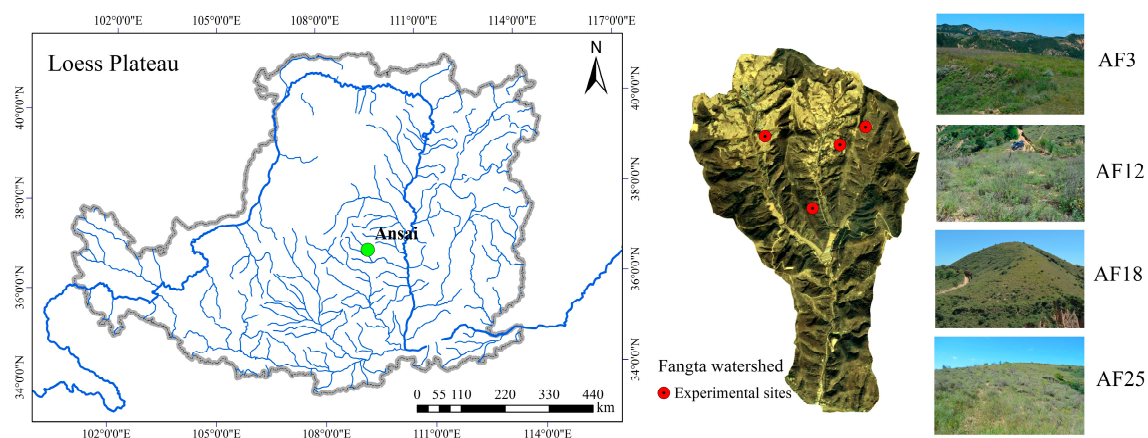 102°0'0"E 105°0'0"E 108°0'0"E 111°0'0"E 114°0'0"E 117°0'0"E
Loess Plateau
N
40°0'0"N
38°0'0"N
35°0'0"N
34°0'0"N
40°0'0"N
38°0'0"N
36°0'0"N
34°0'0"N
Ansai
0 55 110 220 330 440
km
102°0'0"E 105°0'0"E 108°0'0"E 111°0'0"E 114°0'0"E
Fangta watershed
Experimental sites
AF3
AF12
AF18
AF25